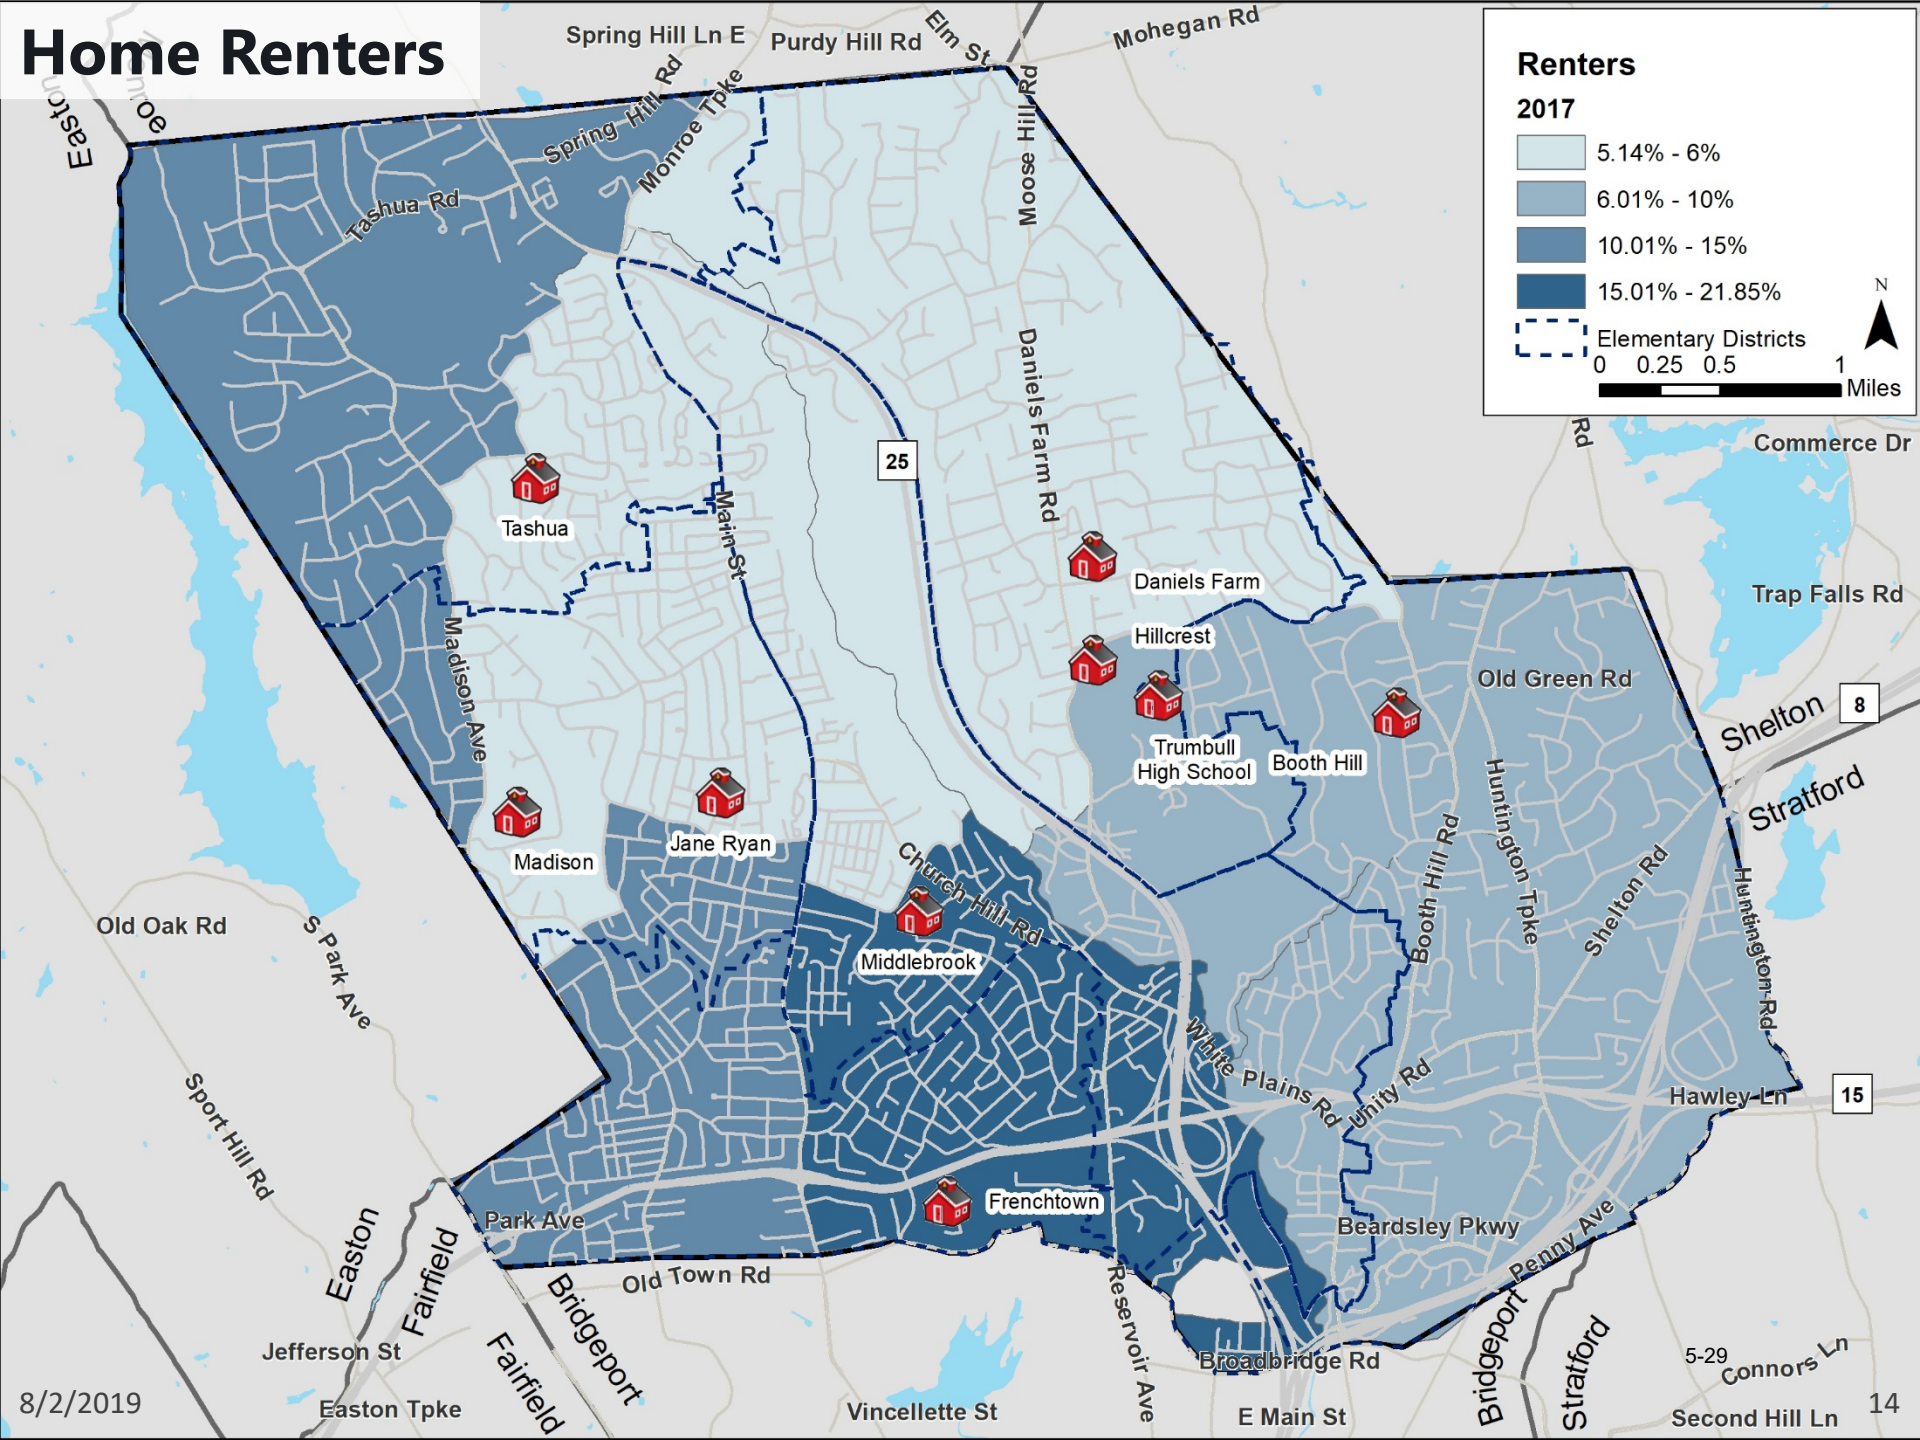 Home Renters
Spring Hill Ln E
Purdy Hill Rd
Elm St
Mohegan Rd
Renters
2017
5.14% - 6%
6.01% - 10%
10.01% - 15%
15.01% - 21.85%
Elementary Districts
N
0 0.25 0.5 1
Miles
Easton
Monroe
Easton
Spring Hill Rd
Monroe Tpke
Moose Hill Rd
Tashua Rd
Daniels Farm Rd
25
Rd
Commerce Dr
Tashua
Main St
Daniels Farm
Trap Falls Rd
Hillcrest
Madison Ave
Old Green Rd
8
Shelton
Trumbull
High School
Booth Hill
Stratford
Huntington Tpke
Jane Ryan
Madison
Church Hill Rd
Booth Hill Rd
Shelton Rd
Huntington Rd
Old Oak Rd
S Park Ave
Middlebrook
White Plains Rd
Unity Rd
Hawley Ln
15
Sport Hill Rd
Frenchtown
Park Ave
Beardsley Pkwy
Penny Ave
Old Town Rd
Easton
Fairfield
Bridgeport
Fairfield
Reservoir Ave
Jefferson St
Broadbridge Rd
Bridgeport
Stratford
5-29
Connors Ln
8/2/2019
Easton Tpke
Vincellette St
E Main St
Second Hill Ln
14